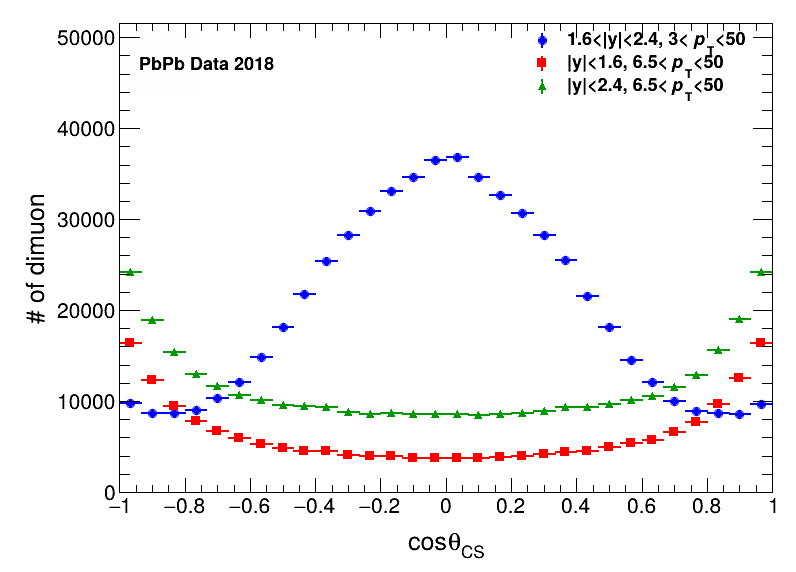 50000
40000
30000
20000
10000
0
# of dimuon
PbPb Data 2018
1.6<|y|<2.4, 3< pT<50
|y|<1.6, 6.5< pT<50
|y|<2.4, 6.5< pT<50
−1 −0.8 −0.6 −0.4 −0.2 0 0.2 0.4 0.6 0.8 1
cosθCS